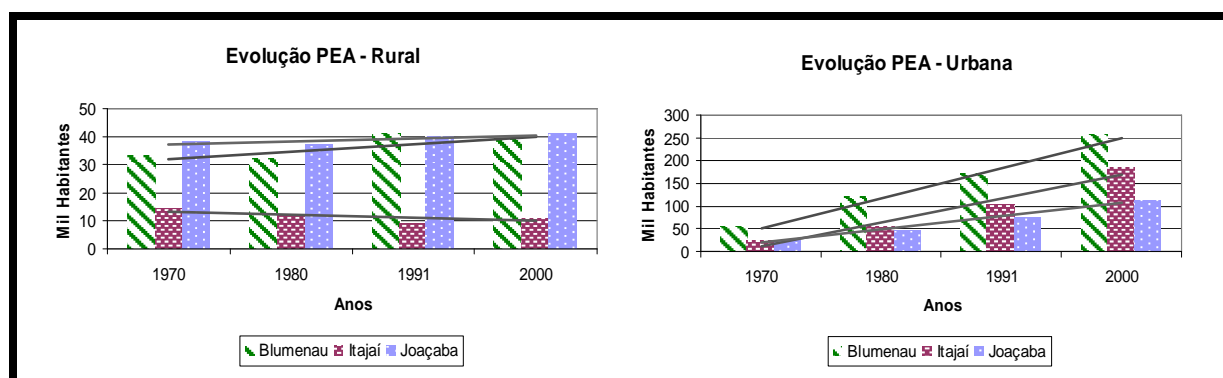 Evolução PEA - Rural
Mil Habitantes
50
40
30
20
10
0
1970 1980 1991 2000
Anos
Blumenau Itajaí Joaçaba
Evolução PEA - Urbana
Mil Habitantes
300
250
200
150
100
50
0
1970 1980 1991 2000
Anos
Blumenau Itajaí Joaçaba